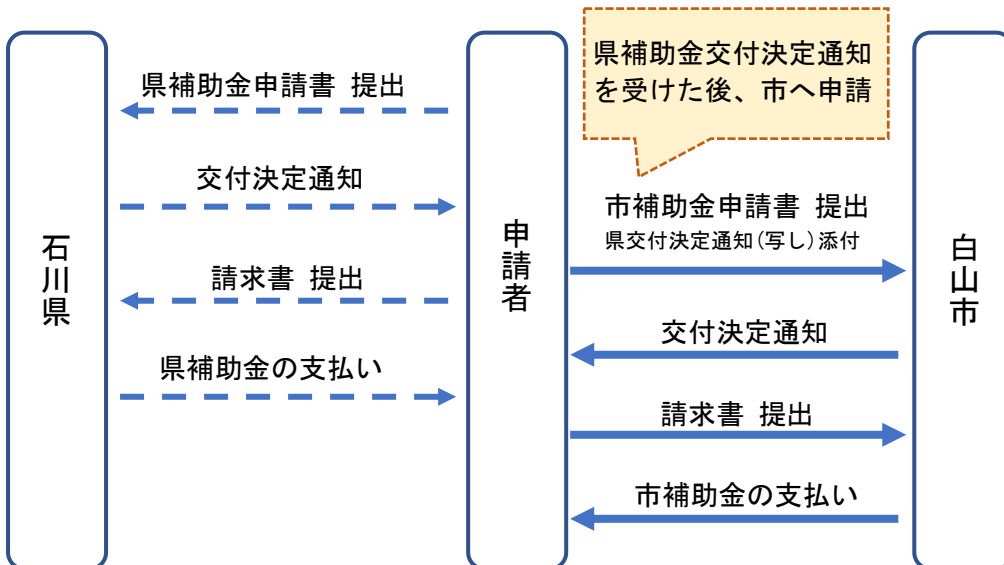 県補助金交付決定通知
を受けた後、市へ申請
県補助金申請書 提出
交付決定通知
請求書 提出
県補助金の支払い
市補助金申請書 提出
県交付決定通知(写し)添付
交付決定通知
請求書 提出
市補助金の支払い
石川県
申請者
白山市